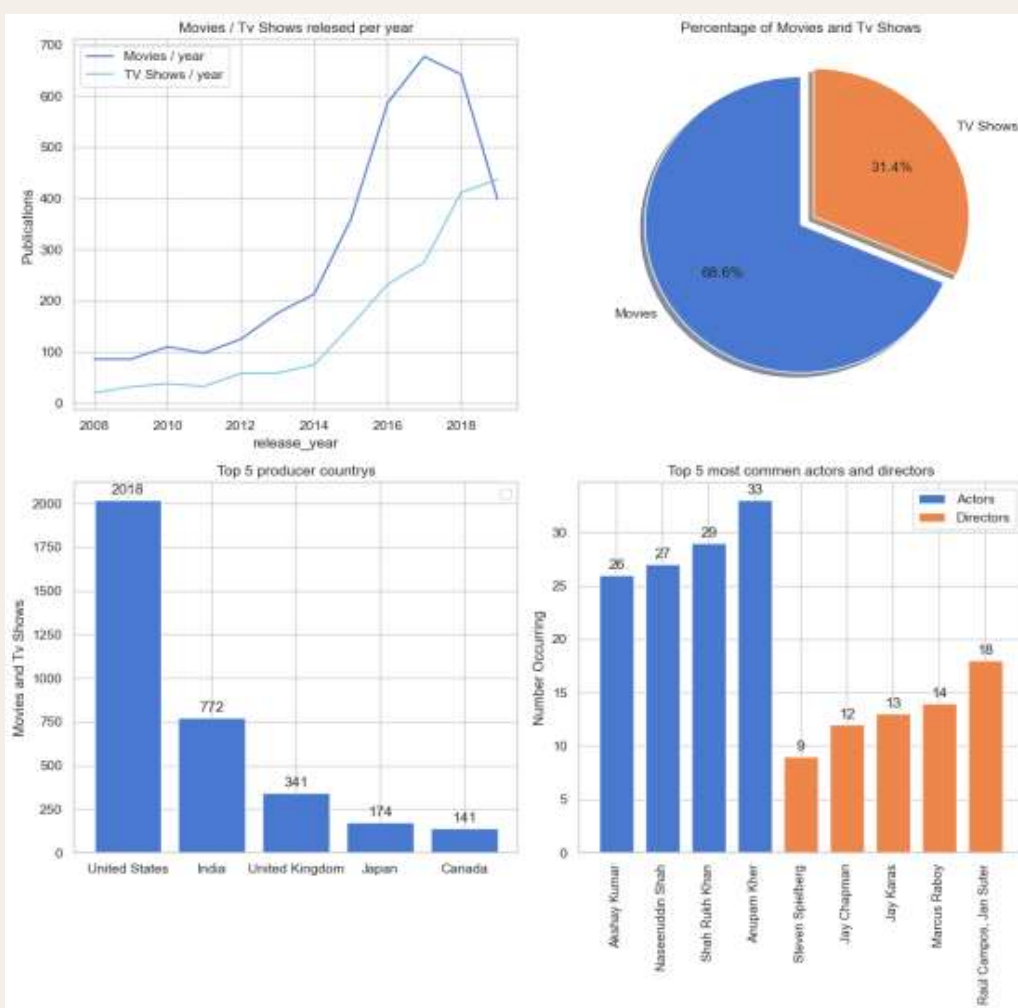 Movies / Tv Shows relesed per year
700
600
500
400
300
200
100
0
Publications
Movies / year
TV Shows / year
2008 2010 2012 2014 2016 2018
release_year
Percentage of Movies and Tv Shows
TV Shows
31.4%
68.6%
Movies
Top 5 producer countrys
2000
1750
1500
1250
1000
750
500
250
0
Movies and Tv Shows
2018
772
341
174
141
United States India United Kingdom Japan Canada
Top 5 most commen actors and directors
30
25
20
15
10
5
0
Number Occurring
Actors
Directors
26
27
29
33
9
12
13
14
18
Akshay Kumar
Naseeruddin Shah
Shah Rukh Khan
Anupam Kher
Steven Spielberg
Jay Chapman
Jay Karas
Marcus Raboy
Raúl Campos, Jan Suter